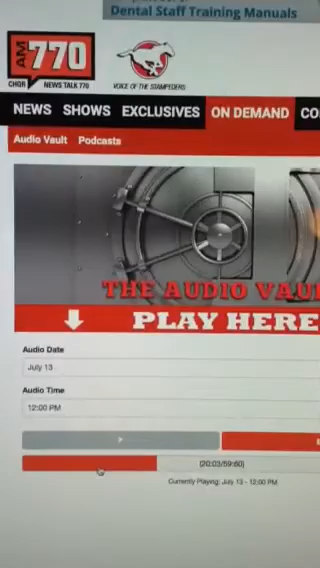 Dental Staff Training Manuals
AM 770
CHQR NEWS TALK 770
VOICE OF THE STAMPEDERS
NEWS SHOWS EXCLUSIVES ON DEMAND CO
Audio Vault Podcasts
THE AUDIO VAU
PLAY HERE
Audio Date
July 13
Audio Time
12:00 PM
(20:03/59:60)
Currently Playing: July 13 - 12:00 PM